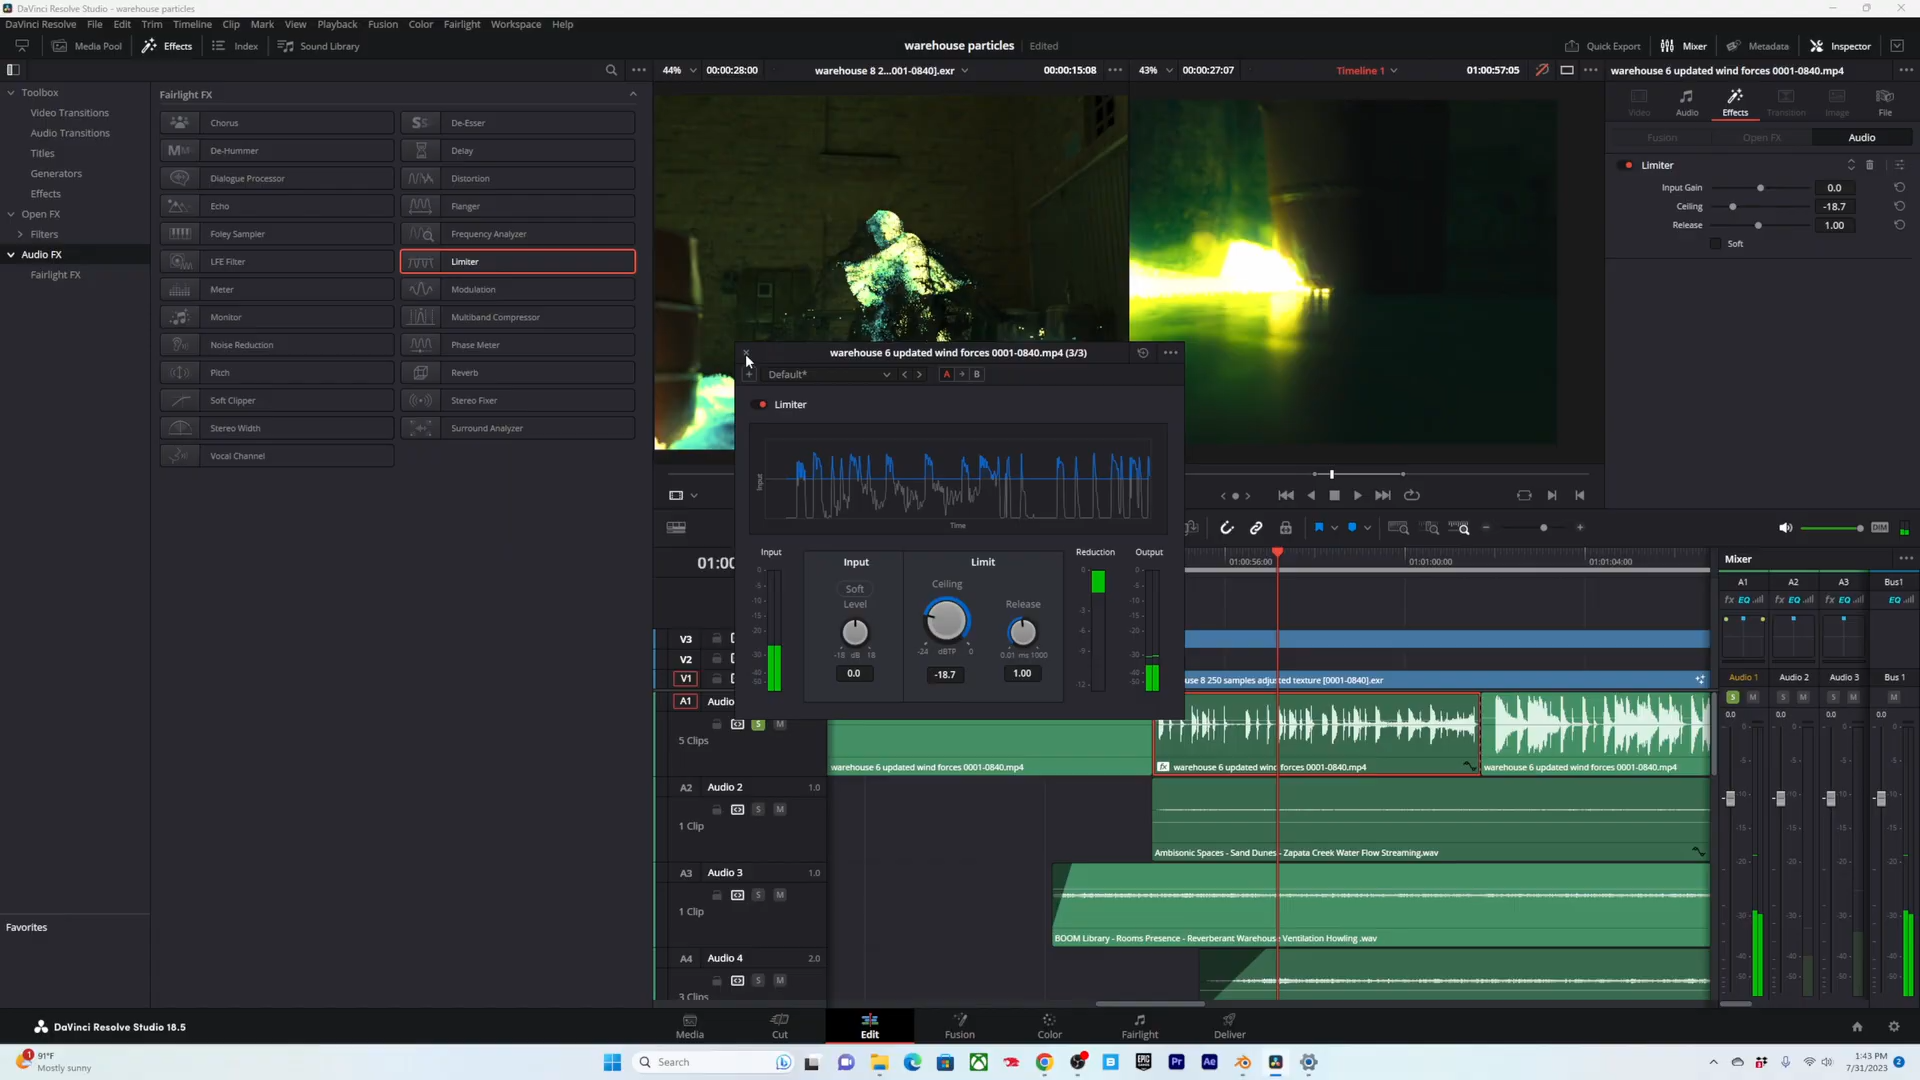 DaVinci Resolve Studio - warehouse particles
DaVinci Resolve File Edit Trim Timeline Clip Mark View Playback Fusion Color Fairlight Workspace Help
Media Pool Effects Index Sound Library
warehouse particles Edited
Quick Export Mixer Metadata Inspector
44% 00:00:28:00 warehouse 8 2...001-0840].exr 00:00:15:08
43% 00:00:27:07 Timeline 1 01:00:57:05
warehouse 6 updated wind forces 0001-0840.mp4
Toolbox
Video Transitions
Audio Transitions
Titles
Generators
Effects
Open FX
Filters
Audio FX
Fairlight FX
Favorites
Fairlight FX
Chorus De-Esser
De-Hummer Delay
Dialogue Processor Distortion
Echo Flanger
Foley Sampler Frequency Analyzer
LFE Filter Limiter
Meter Modulation
Monitor Multiband Compressor
Noise Reduction Phase Meter
Pitch Reverb
Soft Clipper Stereo Fixer
Stereo Width Surround Analyzer
Vocal Channel
Video Audio Effects Transition Image File
Fusion Open FX Audio
Limiter
Input Gain 0.0
Ceiling -18.7
Release 1.00
Soft
warehouse 6 updated wind forces 0001-0840.mp4 (3/3)
Default* A B
Limiter
Input
Time
Input Input Limit Reduction Output
Soft Ceiling
Level Release
-18 dB 18 -24 dBTP 0 0.01 ms 1000
0.0 -18.7 1.00
01:00
01:00:56:00 01:01:00:00 01:01:04:00
V3
V2
V1
use 8 250 samples adjusted texture [0001-0840].exr
A1 Audio
S M
5 Clips
warehouse 6 updated wind forces 0001-0840.mp4
fx warehouse 6 updated wind forces 0001-0840.mp4
warehouse 6 updated wind forces 0001-0840.mp4
A2 Audio 2 1.0
S M
1 Clip
Ambisonic Spaces - Sand Dunes - Zapata Creek Water Flow Streaming.wav
A3 Audio 3 1.0
S M
1 Clip
BOOM Library - Rooms Presence - Reverberant Warehouse Ventilation Howling .wav
A4 Audio 4 2.0
S M
3 Clips
DIM
Mixer
A1 A2 A3 Bus1
fx EQ fx EQ fx EQ EQ
Audio 1 Audio 2 Audio 3 Bus 1
S M S M S M M
0.0 0.0 0.0 0.0
DaVinci Resolve Studio 18.5
Media Cut Edit Fusion Color Fairlight Deliver
91°F
Mostly sunny
Search
1:43 PM
7/31/2023